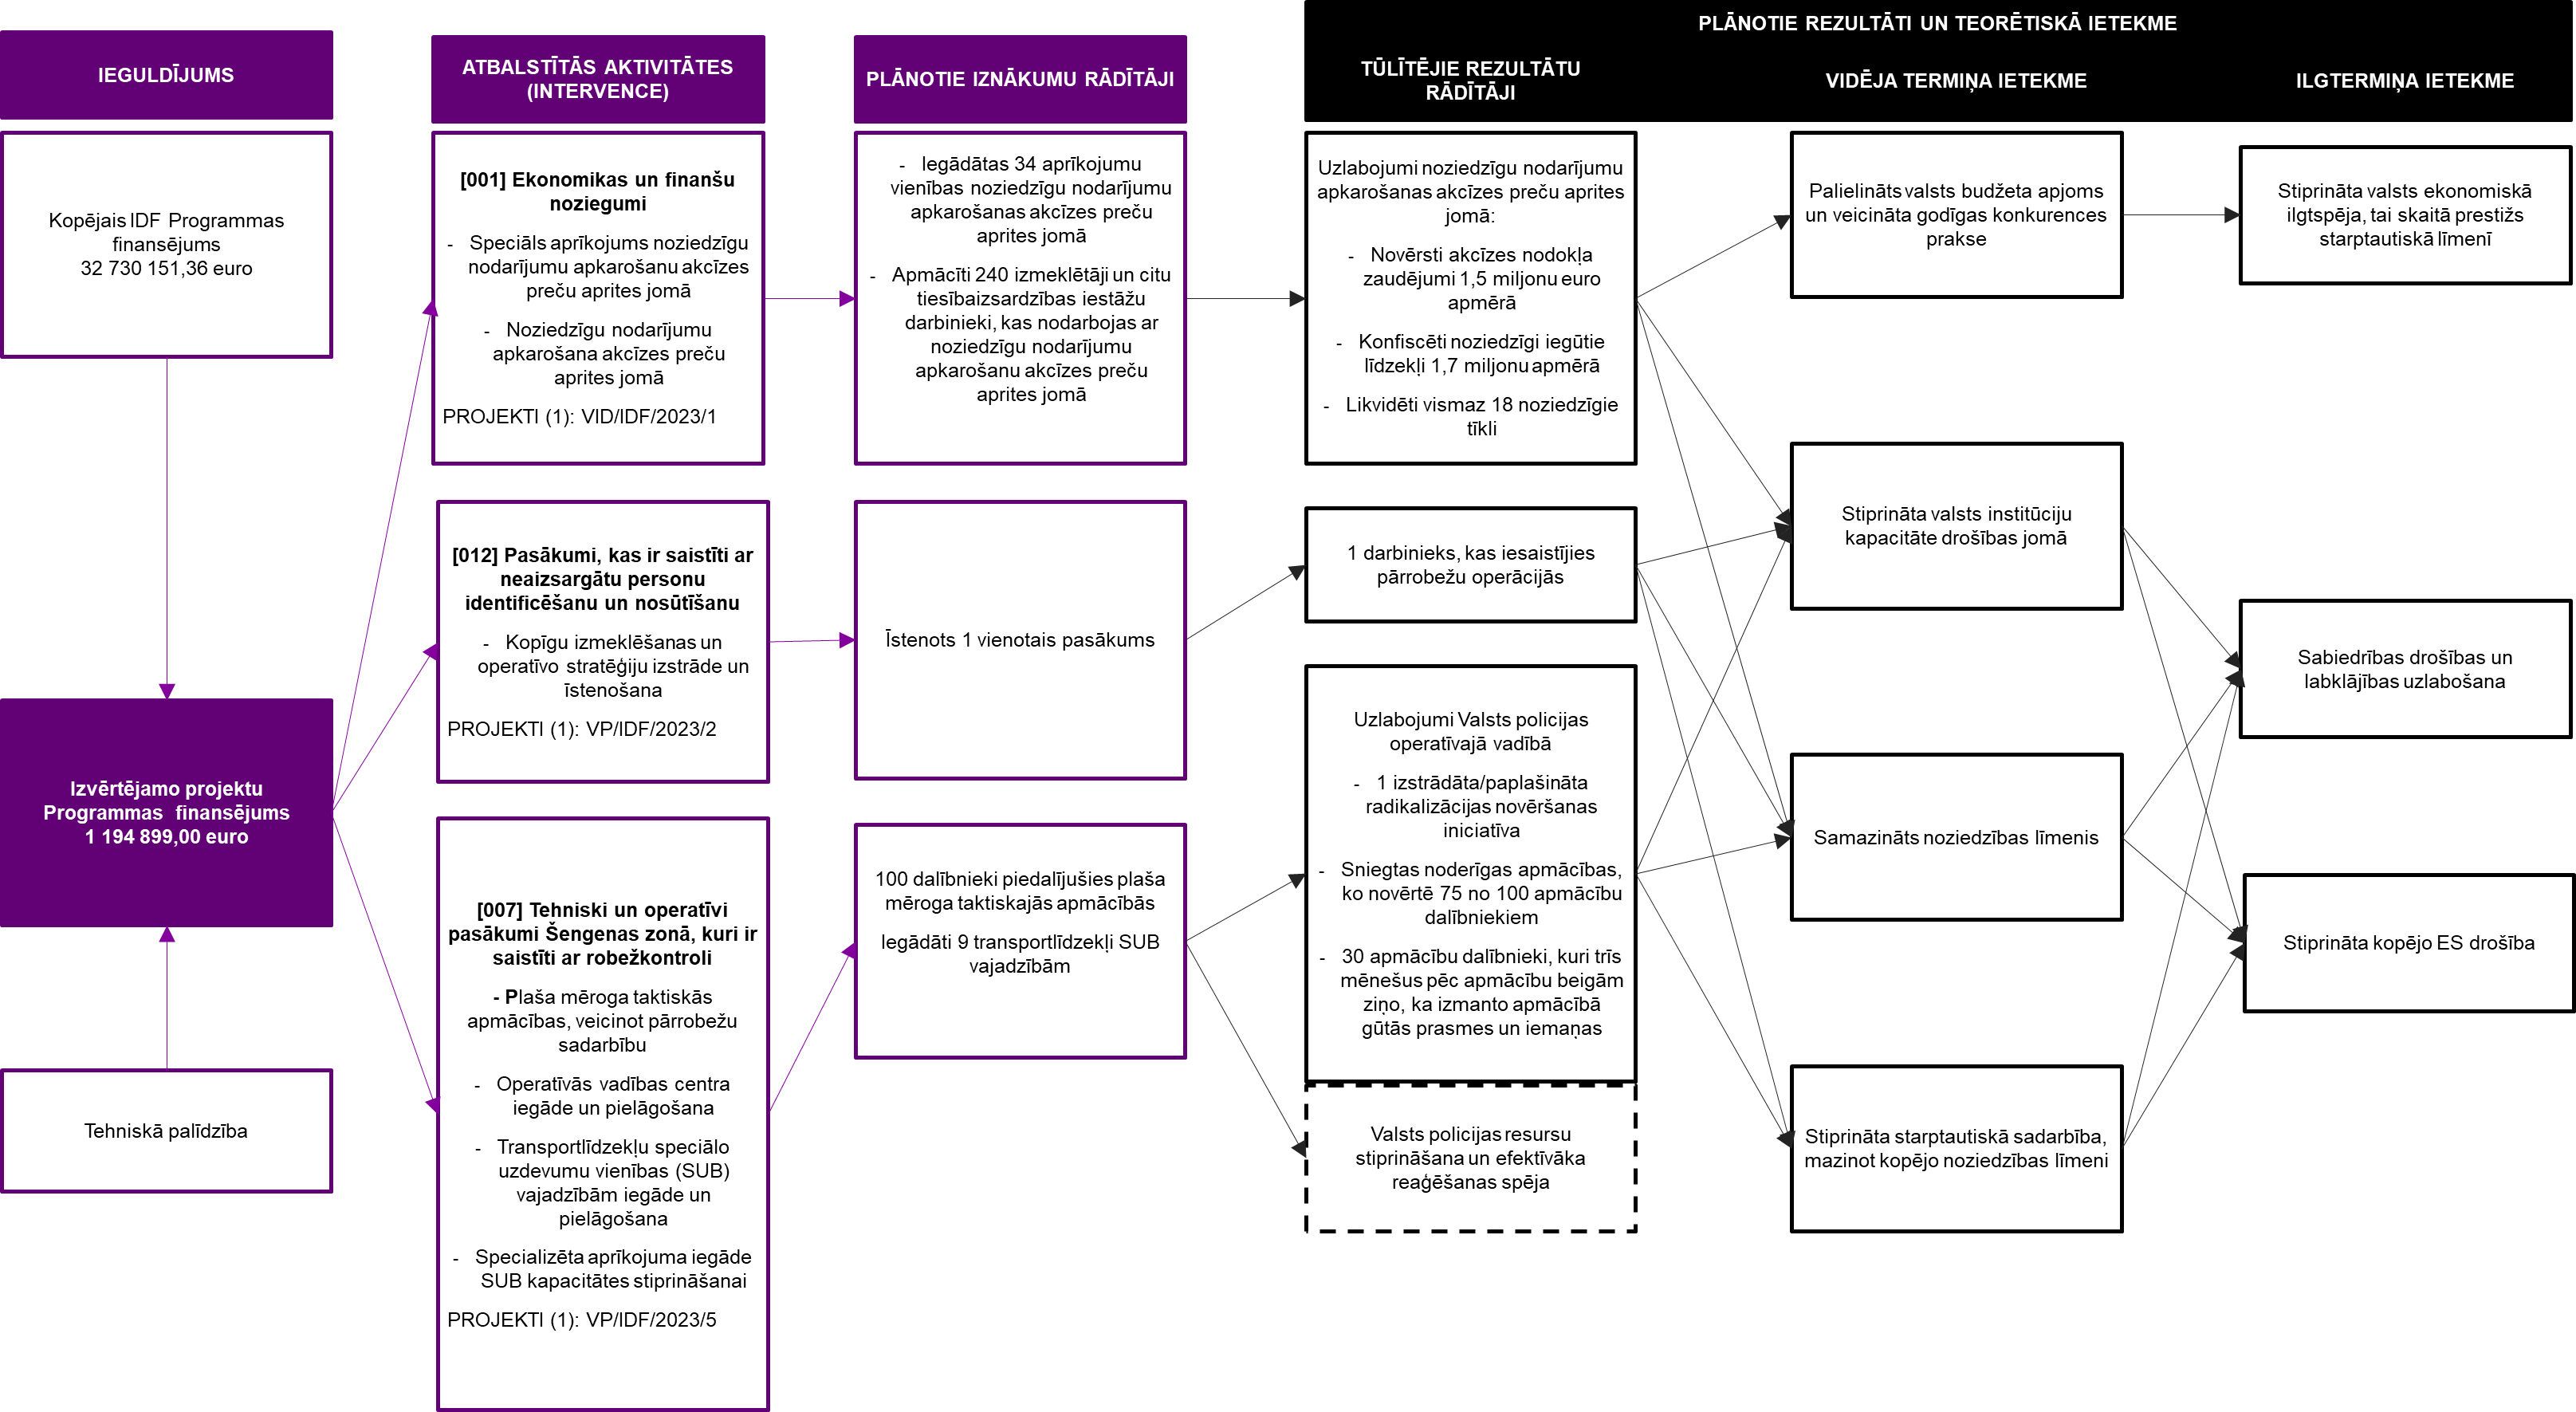 IEGULDĪJUMS
Kopējais IDF Programmas
finansējums
32 730 151,36 euro
Izvērtējamo projektu
Programmas finansējums
1 194 899,00 euro
Tehniskā palīdzība
ATBALSTĪTĀS AKTIVITĀTES
(INTERVENCE)
[001] Ekonomikas un finanšu
noziegumi
- Speciāls aprīkojums noziedzīgu
nodarījumu apkarošanu akcīzes
preču aprites jomā
- Noziedzīgu nodarījumu
apkarošana akcīzes preču
aprites jomā
PROJEKTI (1): VID/IDF/2023/1
[012] Pasākumi, kas ir saistīti ar
neaizsargātu personu
identificēšanu un nosūtīšanu
- Kopīgu izmeklēšanas un
operatīvo stratēģiju izstrāde un
īstenošana
PROJEKTI (1): VP/IDF/2023/2
[007] Tehniski un operatīvi
pasākumi Šengenas zonā, kuri ir
saistīti ar robežkontroli
- Plaša mēroga taktiskās
apmācības, veicinot pārrobežu
sadarbību
- Operatīvās vadības centra
iegāde un pielāgošana
- Transportlīdzekļu speciālo
uzdevumu vienības (SUB)
vajadzībām iegāde un
pielāgošana
- Specializēta aprīkojuma iegāde
SUB kapacitātes stiprināšanai
PROJEKTI (1): VP/IDF/2023/5
PLĀNOTIE IZNĀKUMU RĀDĪTĀJI
- Iegādātas 34 aprīkojumu
vienības noziedzīgu nodarījumu
apkarošanas akcīzes preču
aprites jomā
- Apmācīti 240 izmeklētāji un citu
tiesībaizsardzības iestāžu
darbinieki, kas nodarbojas ar
noziedzīgu nodarījumu
apkarošanu akcīzes preču
aprites jomā
Īstenots 1 vienotais pasākums
100 dalībnieki piedalījušies plaša
mēroga taktiskajās apmācībās
Iegādāti 9 transportlīdzekļi SUB
vajadzībām
PLĀNOTIE REZULTĀTI UN TEORĒTISKĀ IETEKME
TŪLĪTĒJIE REZULTĀTU
RĀDĪTĀJI
Uzlabojumi noziedzīgu nodarījumu
apkarošanas akcīzes preču aprites
jomā:
- Novērsti akcīzes nodokļa
zaudējumi 1,5 miljonu euro
apmērā
- Konfiscēti noziedzīgi iegūtie
līdzekļi 1,7 miljonu apmērā
- Likvidēti vismaz 18 noziedzīgie
tīkli
1 darbinieks, kas iesaistījies
pārrobežu operācijās
Uzlabojumi Valsts policijas
operatīvajā vadībā
- 1 izstrādāta/paplašināta
radikalizācijas novēršanas
iniciatīva
- Sniegtas noderīgas apmācības,
ko novērtē 75 no 100 apmācību
dalībniekiem
- 30 apmācību dalībnieki, kuri trīs
mēnešus pēc apmācību beigām
ziņo, ka izmanto apmācībā
gūtās prasmes un iemaņas
Valsts policijas resursu
stiprināšana un efektīvāka
reaģēšanas spēja
VIDĒJA TERMIŅA IETEKME
Palielināts valsts budžeta apjoms
un veicināta godīgas konkurences
prakse
Stiprināta valsts institūciju
kapacitāte drošības jomā
Samazināts noziedzības līmenis
Stiprināta starptautiskā sadarbība,
mazinot kopējo noziedzības līmeni
ILGTERMIŅA IETEKME
Stiprināta valsts ekonomiskā
ilgtspēja, tai skaitā prestižs
starptautiskā līmenī
Sabiedrības drošības un
labklājības uzlabošana
Stiprināta kopējo ES drošība